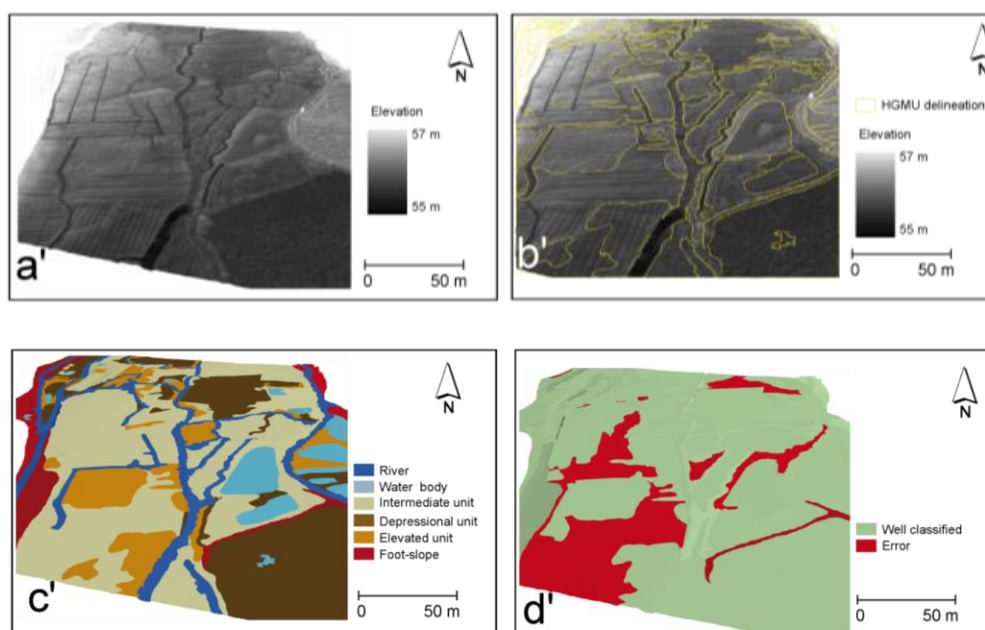 N
Elevation
57 m
55 m
a'
0 50 m
N
HGMU delineation
Elevation
57 m
55 m
b'
0 50 m
N
River
Water body
Intermediate unit
Depressional unit
Elevated unit
Foot-slope
c'
0 50 m
N
Well classified
Error
d'
0 50 m